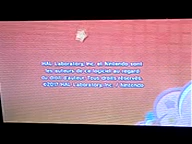 HAL Laboratory, Inc. et Nintendo sont
les auteurs de ce logiciel au regard
du droit d'auteur. Tous droits réservés.
©2011 HAL Laboratory, Inc. / Nintendo